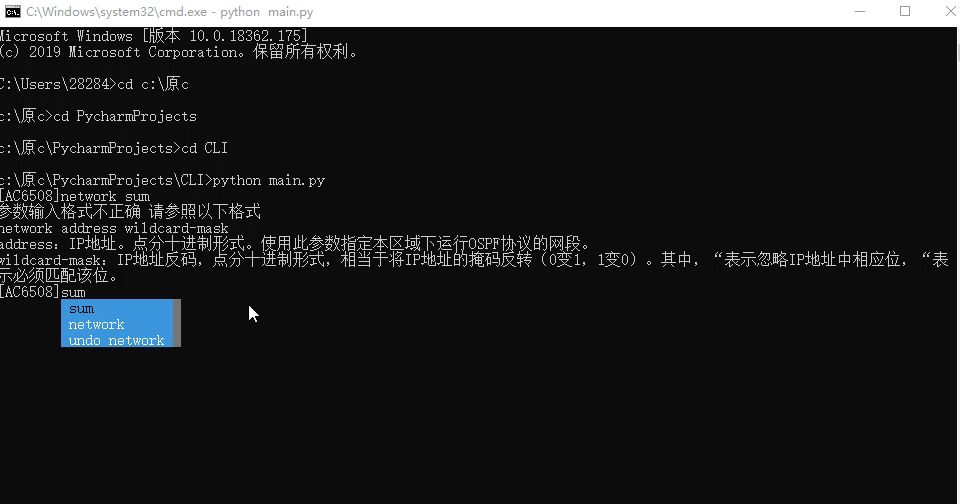 C:\Windows\system32\cmd.exe - python  main.py
Microsoft Windows [版本 10.0.18362.175]
(c) 2019 Microsoft Corporation。保留所有权利。
C:\Users\28284>cd c:\原c
c:\原c>cd PycharmProjects
c:\原c\PycharmProjects>cd CLI
c:\原c\PycharmProjects\CLI>python main.py
[AC6508]network sum
参数输入格式不正确 请参照以下格式
network address wildcard-mask
address：IP地址。点分十进制形式。使用此参数指定本区域下运行OSPF协议的网段。
wildcard-mask：IP地址反码，点分十进制形式，相当于将IP地址的掩码反转（0变1，1变0）。其中，“表示忽略IP地址中相应位，“表
示必须匹配该位。
[AC6508]sum
sum
network
undo network